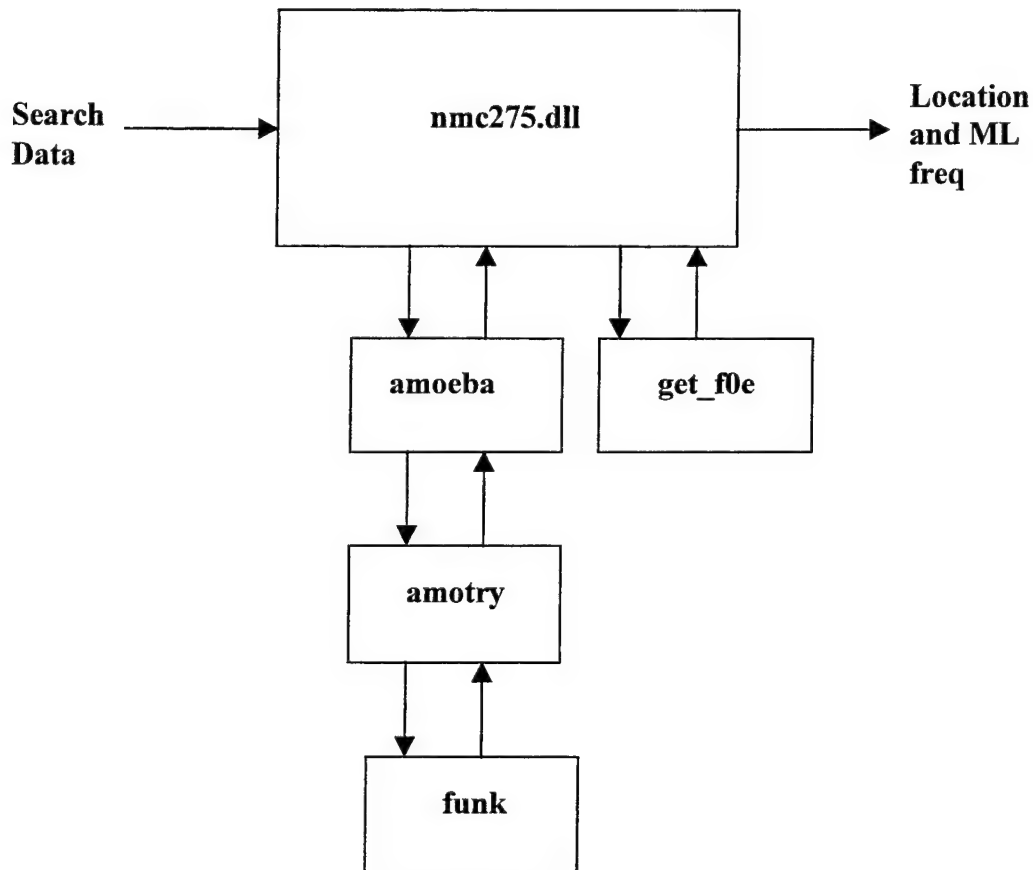 Search
Data
nmc275.dll
Location
and ML
freq
amoeba
get_f0e
amotry
funk